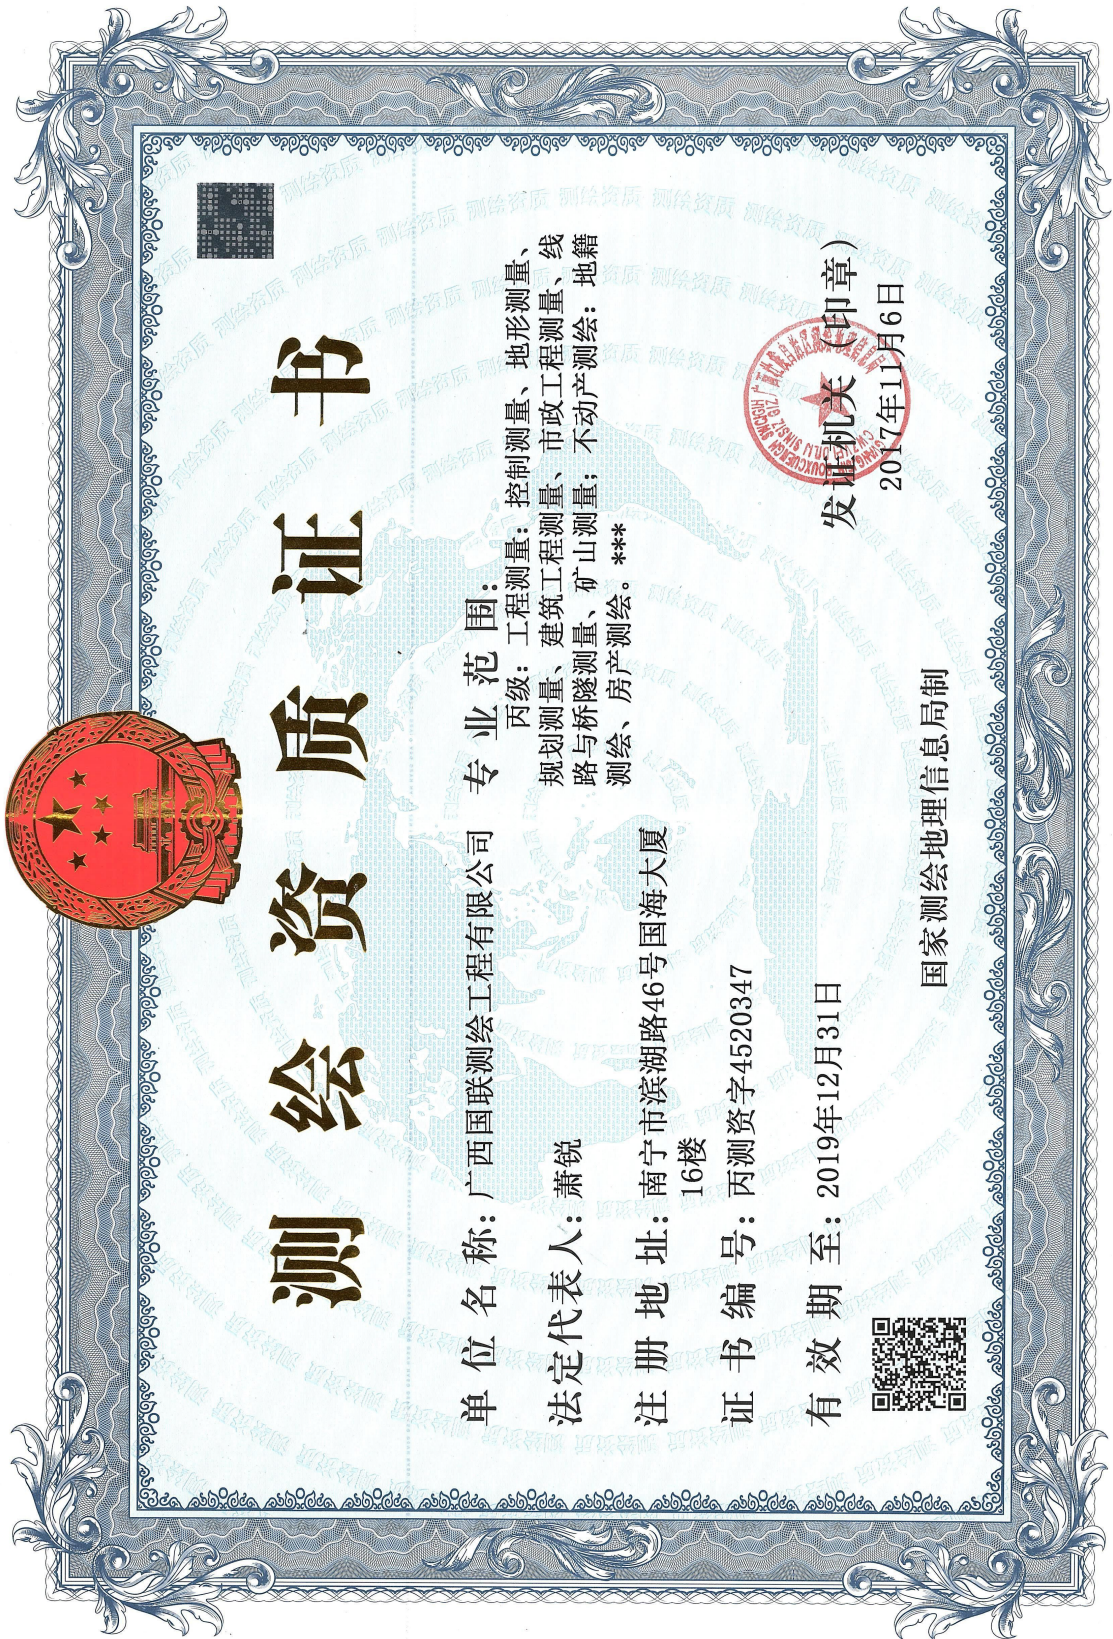 测绘资质证书
单位名称：广西国联测绘工程有限公司
法定代表人：萧锐
注册地址：南宁市滨湖路46号国海大厦
16楼
证书编号：丙测资字4520347
有效期至：2019年12月31日
专业范围：
丙级：工程测量：控制测量、地形测量、
规划测量、建筑工程测量、市政工程测量、线
路与桥隧测量、矿山测量；不动产测绘：地籍
测绘、房产测绘。***
发证机关（印章）
2017年11月6日
国家测绘地理信息局制
测绘资质